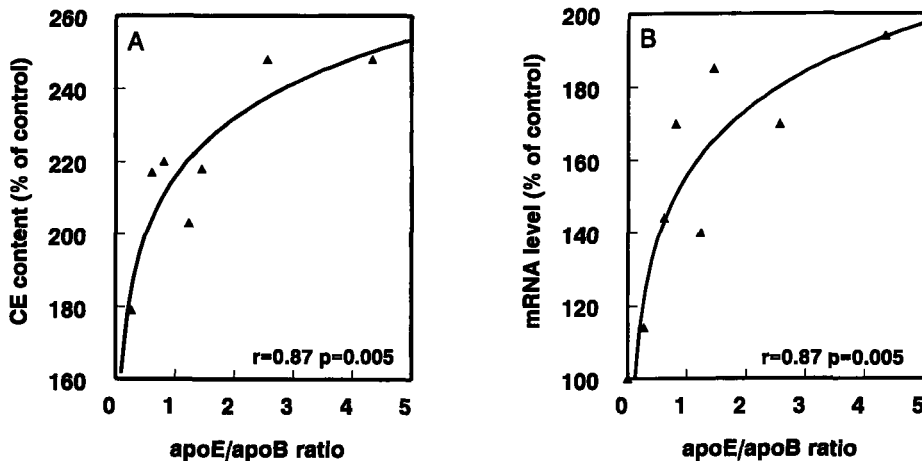 A
CE content (% of control)
260
240
220
200
180
160
0 1 2 3 4 5
r=0.87 p=0.005
apoE/apoB ratio
B
mRNA level (% of control)
200
180
160
140
120
100
0 1 2 3 4 5
r=0.87 p=0.005
apoE/apoB ratio